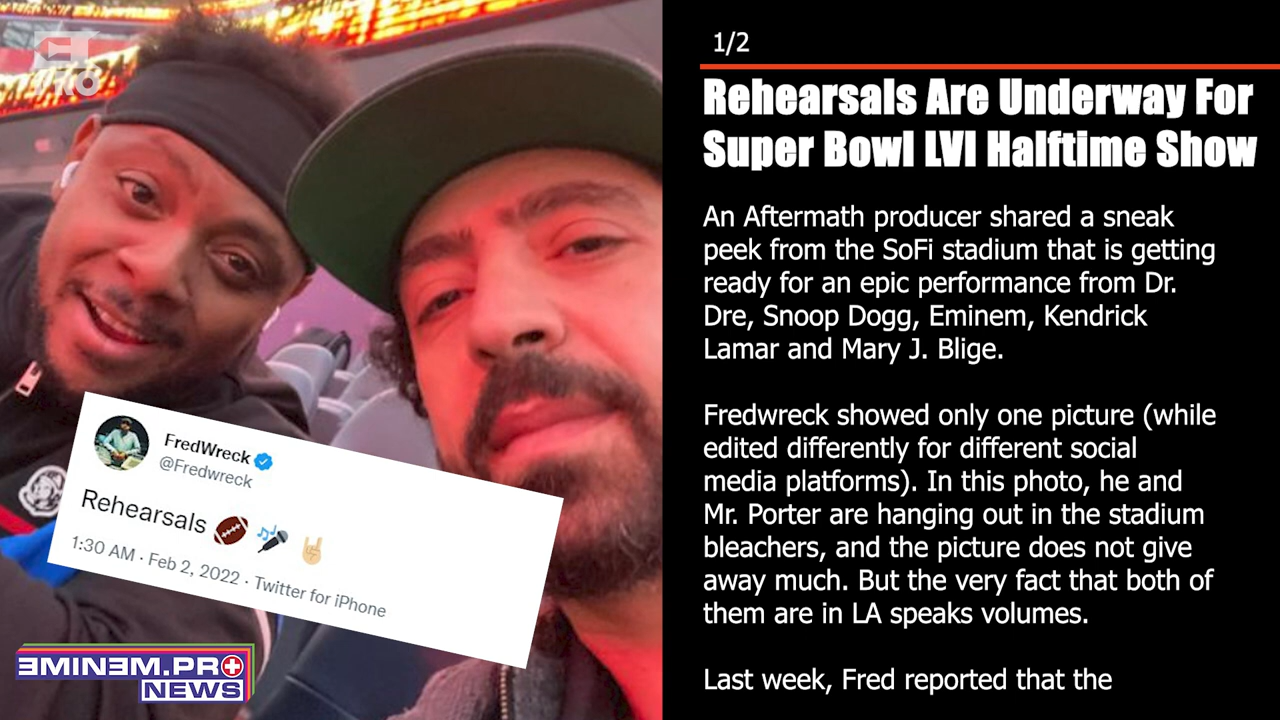 ET
PRO
FredWreck
@Fredwreck
Rehearsals 🏈 🎤 🤘🏼
1:30 AM · Feb 2, 2022 · Twitter for iPhone
ƎMINƎM.PRO
NEWS
1/2
Rehearsals Are Underway For
Super Bowl LVI Halftime Show
An Aftermath producer shared a sneak
peek from the SoFi stadium that is getting
ready for an epic performance from Dr.
Dre, Snoop Dogg, Eminem, Kendrick
Lamar and Mary J. Blige.
Fredwreck showed only one picture (while
edited differently for different social
media platforms). In this photo, he and
Mr. Porter are hanging out in the stadium
bleachers, and the picture does not give
away much. But the very fact that both of
them are in LA speaks volumes.
Last week, Fred reported that the